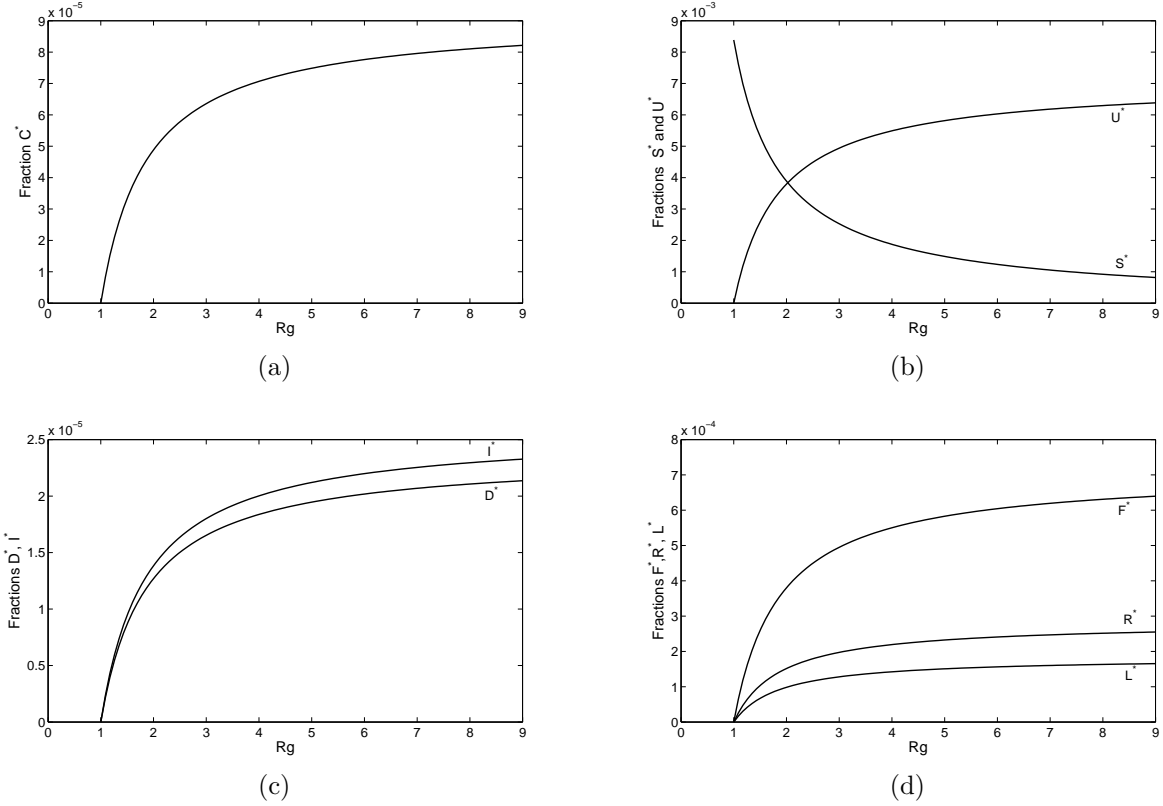 x 10^−5
9
8
7
6
5
4
3
2
1
0
Fraction C^*
0 1 2 3 4 5 6 7 8 9
Rg
(a)
x 10^−3
9
8
7
6
5
4
3
2
1
0
Fractions S^* and U^*
U^*
S^*
0 1 2 3 4 5 6 7 8 9
Rg
(b)
x 10^−5
2.5
2
1.5
1
0.5
0
Fractions D^*, I^*
I^*
D^*
0 1 2 3 4 5 6 7 8 9
Rg
(c)
x 10^−4
8
7
6
5
4
3
2
1
0
Fractions F^*,R^*, L^*
F^*
R^*
L^*
0 1 2 3 4 5 6 7 8 9
Rg
(d)